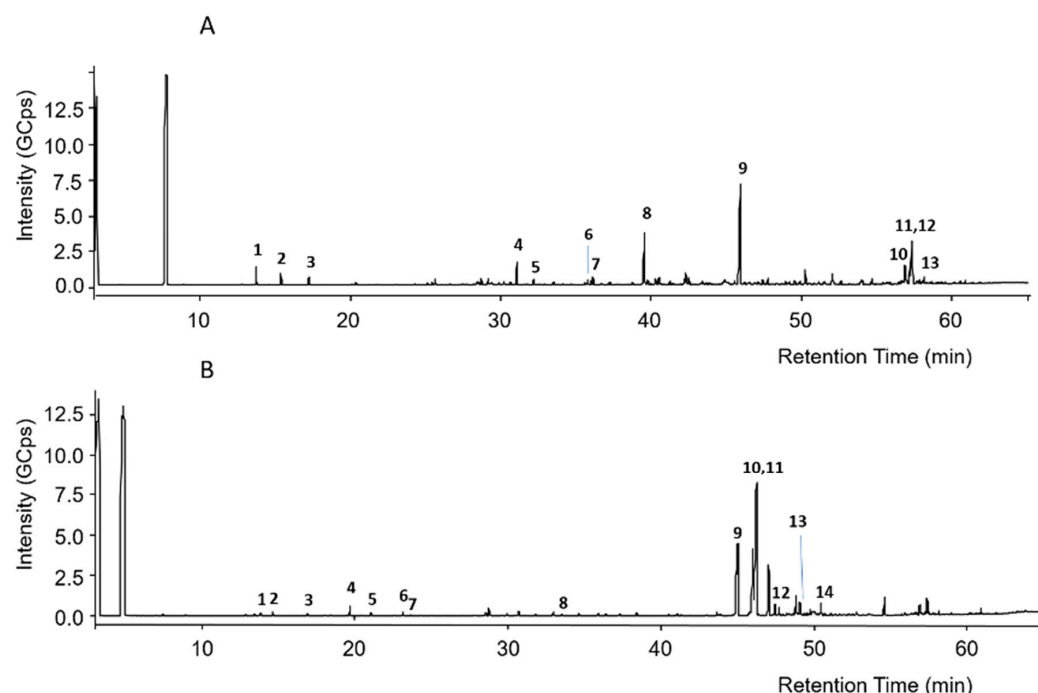 A
Intensity (GCps)
12.5
10.0
7.5
5.0
2.5
0.0
1 2 3 4 5 6 7 8 9 10 11,12 13
10 20 30 40 50 60
Retention Time (min)
B
Intensity (GCps)
12.5
10.0
7.5
5.0
2.5
0.0
1 2 3 4 5 6 7 8 9 10,11 12 13 14
10 20 30 40 50 60
Retention Time (min)